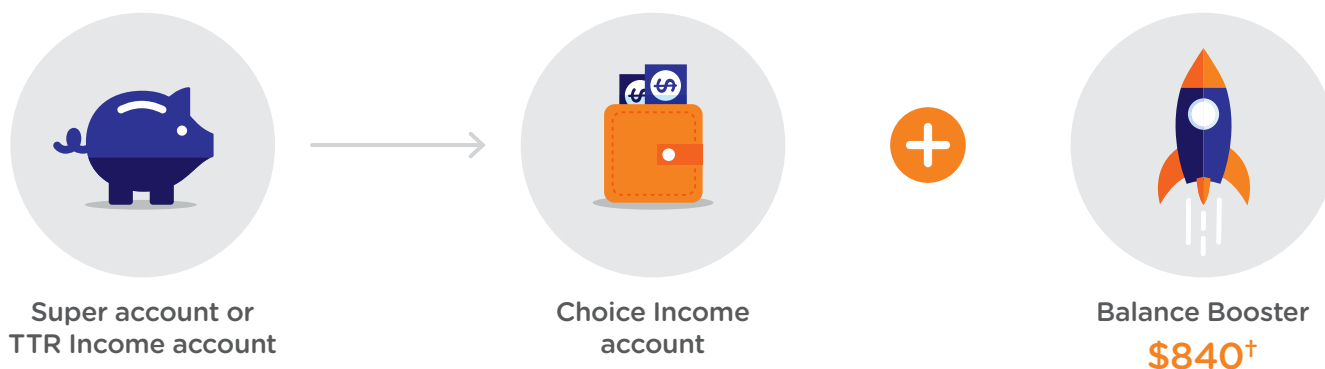 Super account or
TTR Income account
Choice Income
account
Balance Booster
$840†